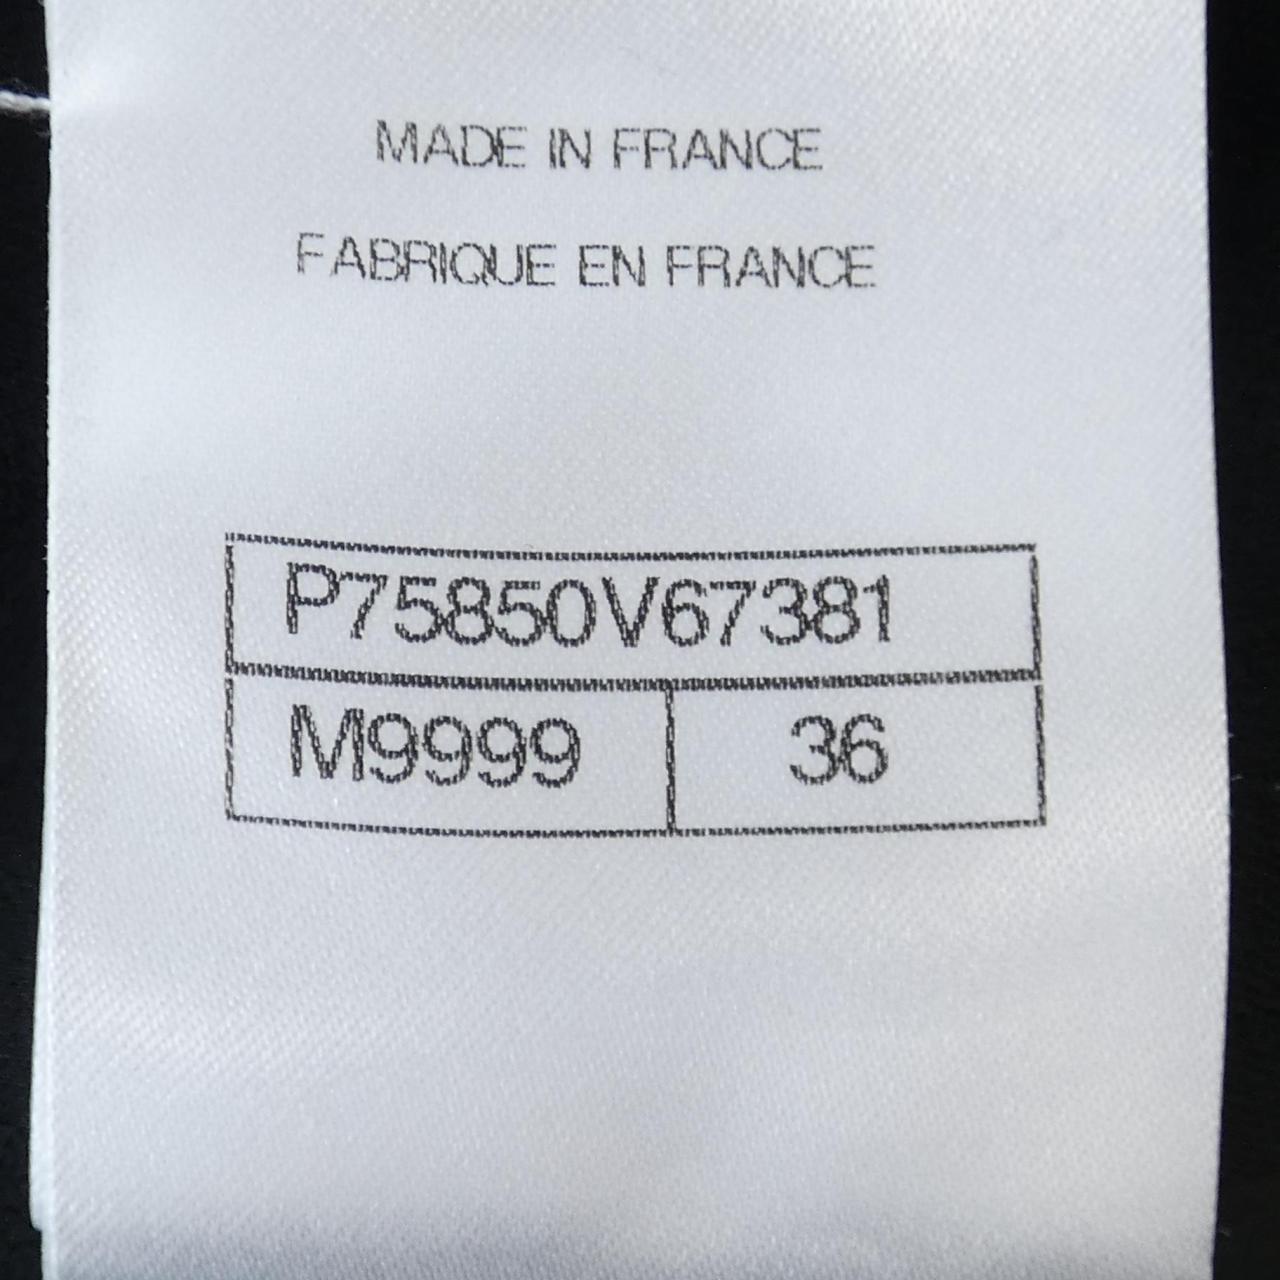 MADE IN FRANCE
FABRIQUE EN FRANCE
P75850V67381
M9999 36